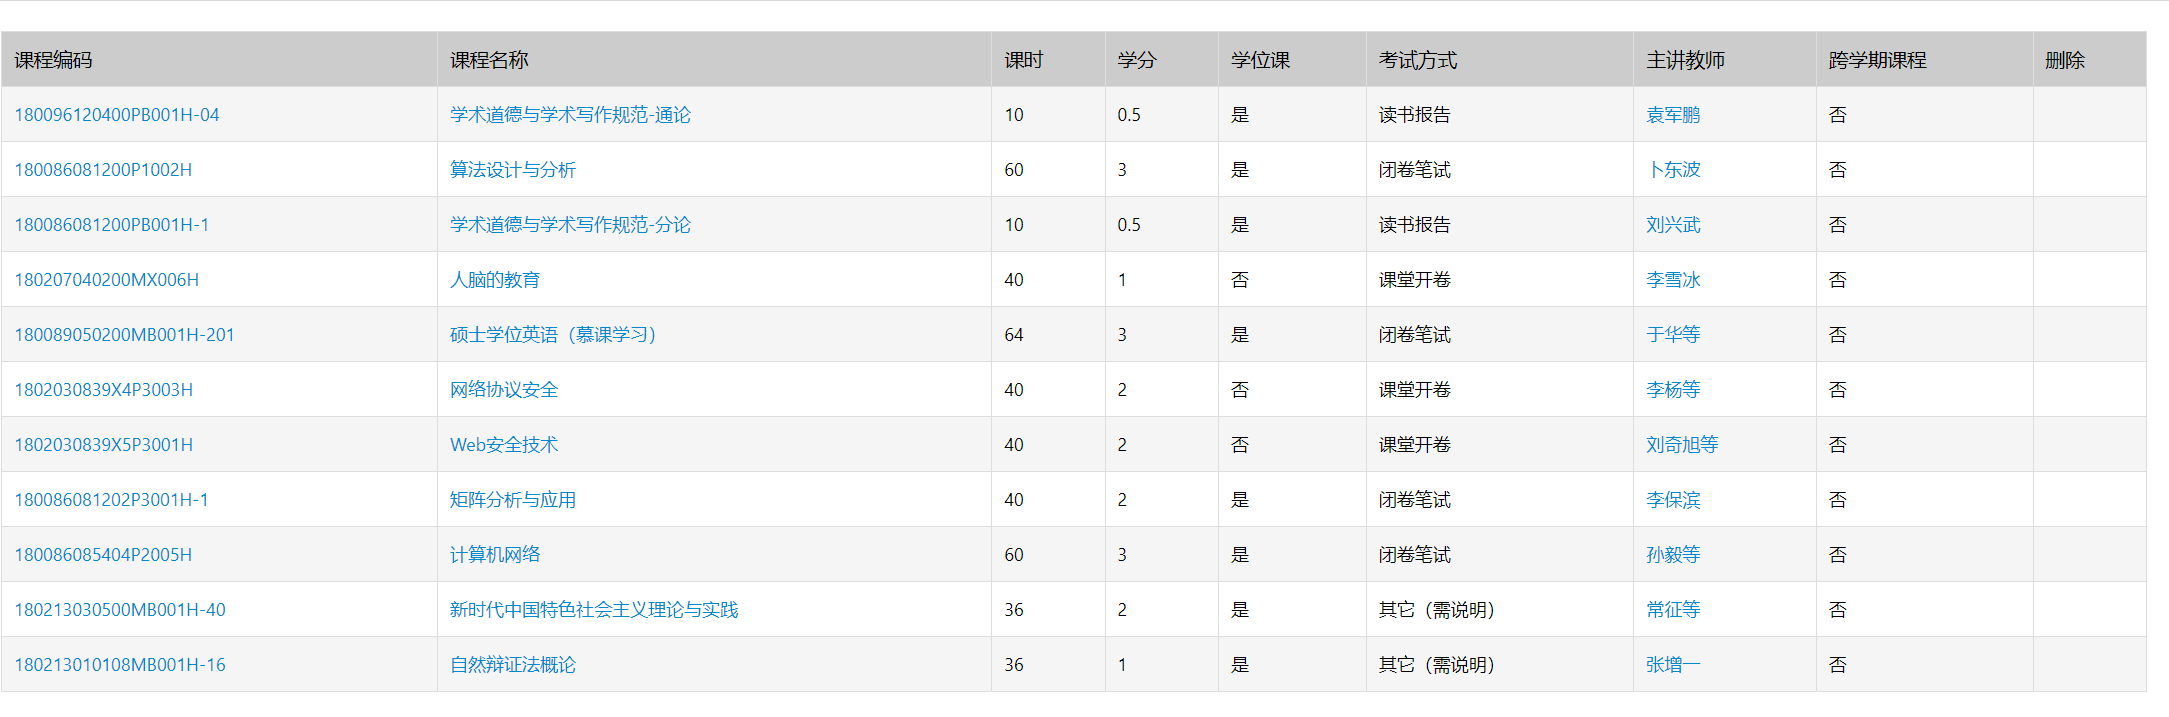 课程编码 课程名称 课时 学分 学位课 考试方式 主讲教师 跨学期课程 删除
180096120400PB001H-04 学术道德与学术写作规范-通论 10 0.5 是 读书报告 袁军鹏 否
180086081200P1002H 算法设计与分析 60 3 是 闭卷笔试 卜东波 否
180086081200PB001H-1 学术道德与学术写作规范-分论 10 0.5 是 读书报告 刘兴武 否
180207040200MX006H 人脑的教育 40 1 否 课堂开卷 李雪冰 否
180089050200MB001H-201 硕士学位英语（慕课学习） 64 3 是 闭卷笔试 于华等 否
1802030839X4P3003H 网络协议安全 40 2 否 课堂开卷 李杨等 否
1802030839X5P3001H Web安全技术 40 2 否 课堂开卷 刘奇旭等 否
180086081202P3001H-1 矩阵分析与应用 40 2 是 闭卷笔试 李保滨 否
180086085404P2005H 计算机网络 60 3 是 闭卷笔试 孙毅等 否
180213030500MB001H-40 新时代中国特色社会主义理论与实践 36 2 是 其它（需说明） 常征等 否
180213010108MB001H-16 自然辩证法概论 36 1 是 其它（需说明） 张增一 否